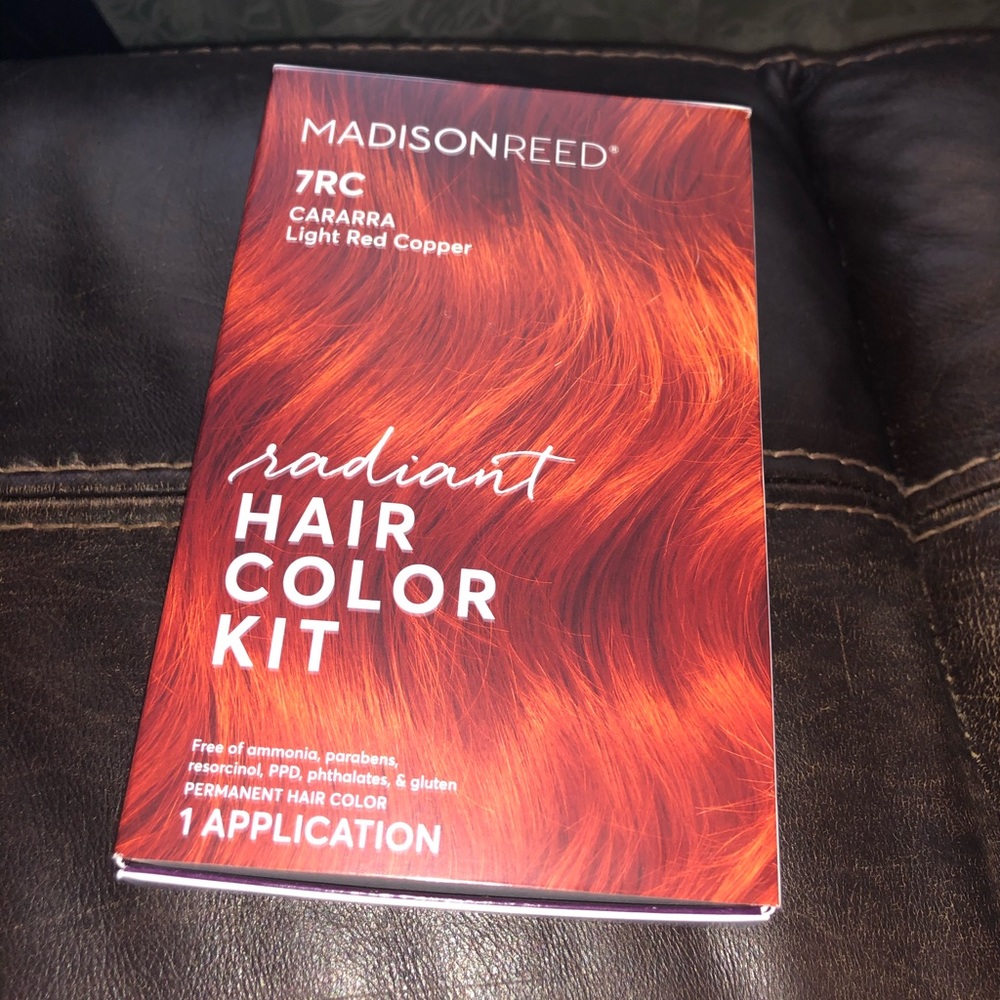 MADISONREED®
7RC
CARARRA
Light Red Copper
radiant
HAIR
COLOR
KIT
Free of ammonia, parabens,
resorcinol, PPD, phthalates, & gluten
PERMANENT HAIR COLOR
1 APPLICATION